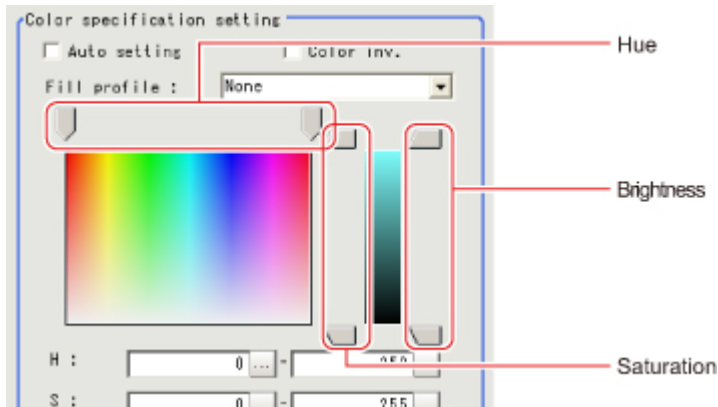 Color specification setting
Auto setting
Color inv.
Hue
Fill profile :
None
Brightness
Saturation
H :
0 ... -
S :
0 - 255